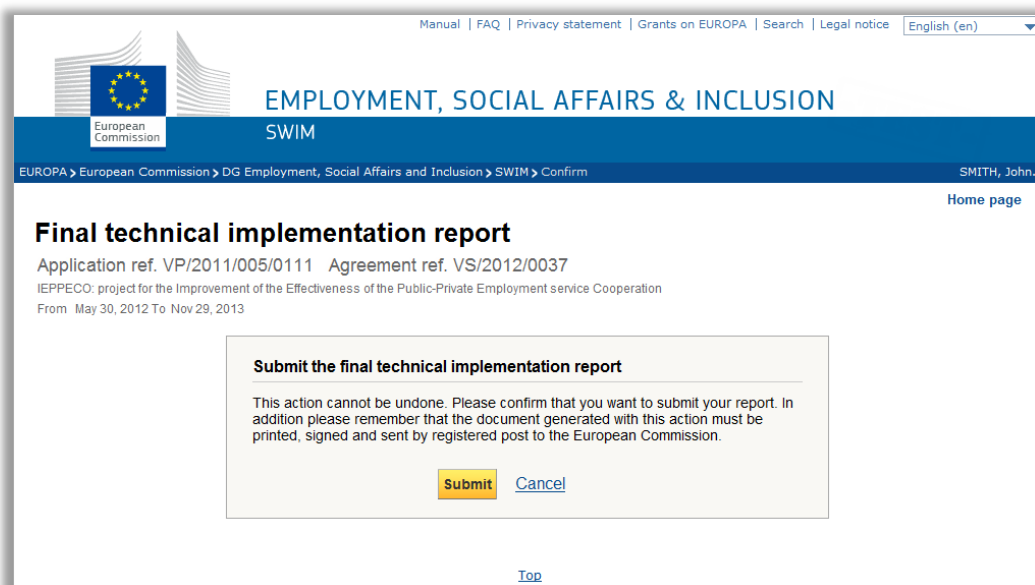 Manual | FAQ | Privacy statement | Grants on EUROPA | Search | Legal notice English (en)
EMPLOYMENT, SOCIAL AFFAIRS & INCLUSION
European
Commission
SWIM
EUROPA > European Commission > DG Employment, Social Affairs and Inclusion > SWIM > Confirm SMITH, John.
Home page
Final technical implementation report
Application ref. VP/2011/005/0111 Agreement ref. VS/2012/0037
IEPPECO: project for the Improvement of the Effectiveness of the Public-Private Employment service Cooperation
From May 30, 2012 To Nov 29, 2013
Submit the final technical implementation report
This action cannot be undone. Please confirm that you want to submit your report. In
addition please remember that the document generated with this action must be
printed, signed and sent by registered post to the European Commission.
Submit Cancel
Top